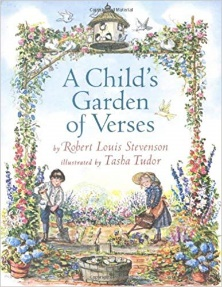 A Child's
Garden
of Verses
by Robert Louis Stevenson
illustrated by Tasha Tudor